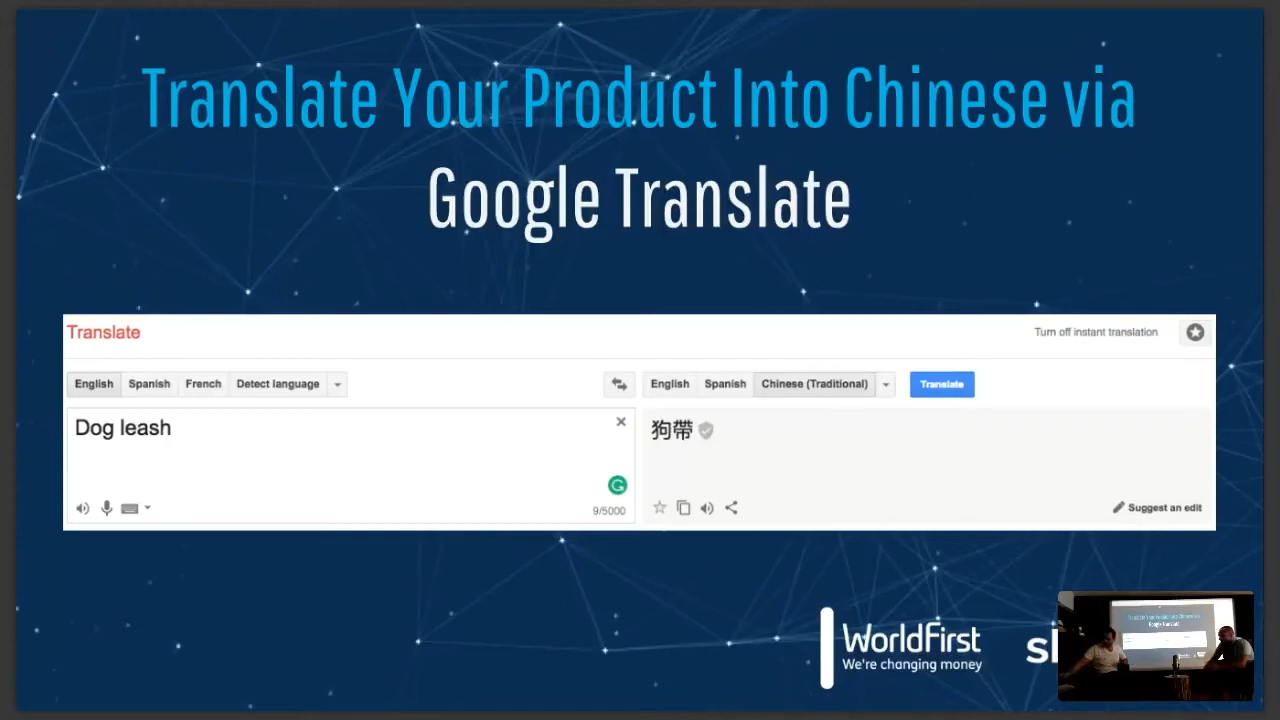 Translate Your Product Into Chinese via
Google Translate
Translate
Turn off instant translation
English Spanish French Detect language
English Spanish Chinese (Traditional) Translate
Dog leash
狗帶
9/5000
Suggest an edit
WorldFirst
We're changing money